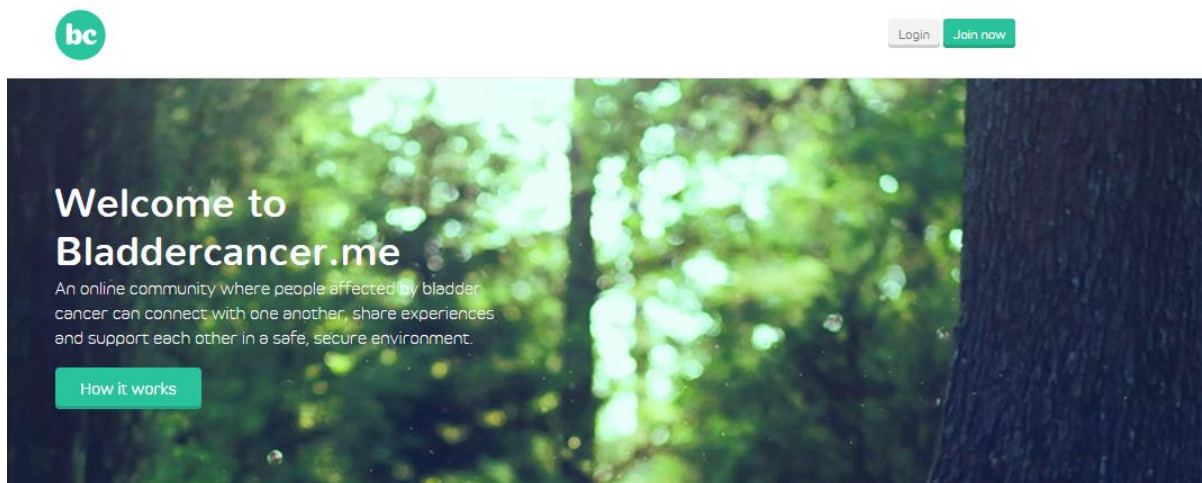 bc
Login
Join now
Welcome to
Bladdercancer.me
An online community where people affected by bladder
cancer can connect with one another, share experiences
and support each other in a safe, secure environment.
How it works